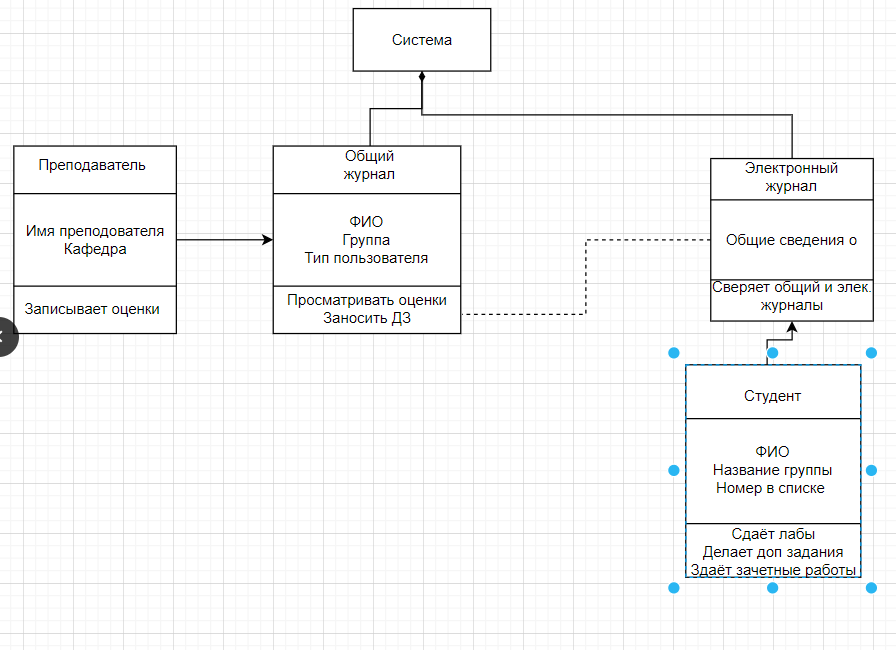 Система
Преподаватель
Имя преподователя
Кафедра
Записывает оценки
Общий
журнал
ФИО
Группа
Тип пользователя
Просматривать оценки
Заносить ДЗ
Электронный
журнал
Общие сведения о
Сверяет общий и элек.
журналы
Студент
ФИО
Название группы
Номер в списке
Сдаёт лабы
Делает доп задания
Здаёт зачетные работы